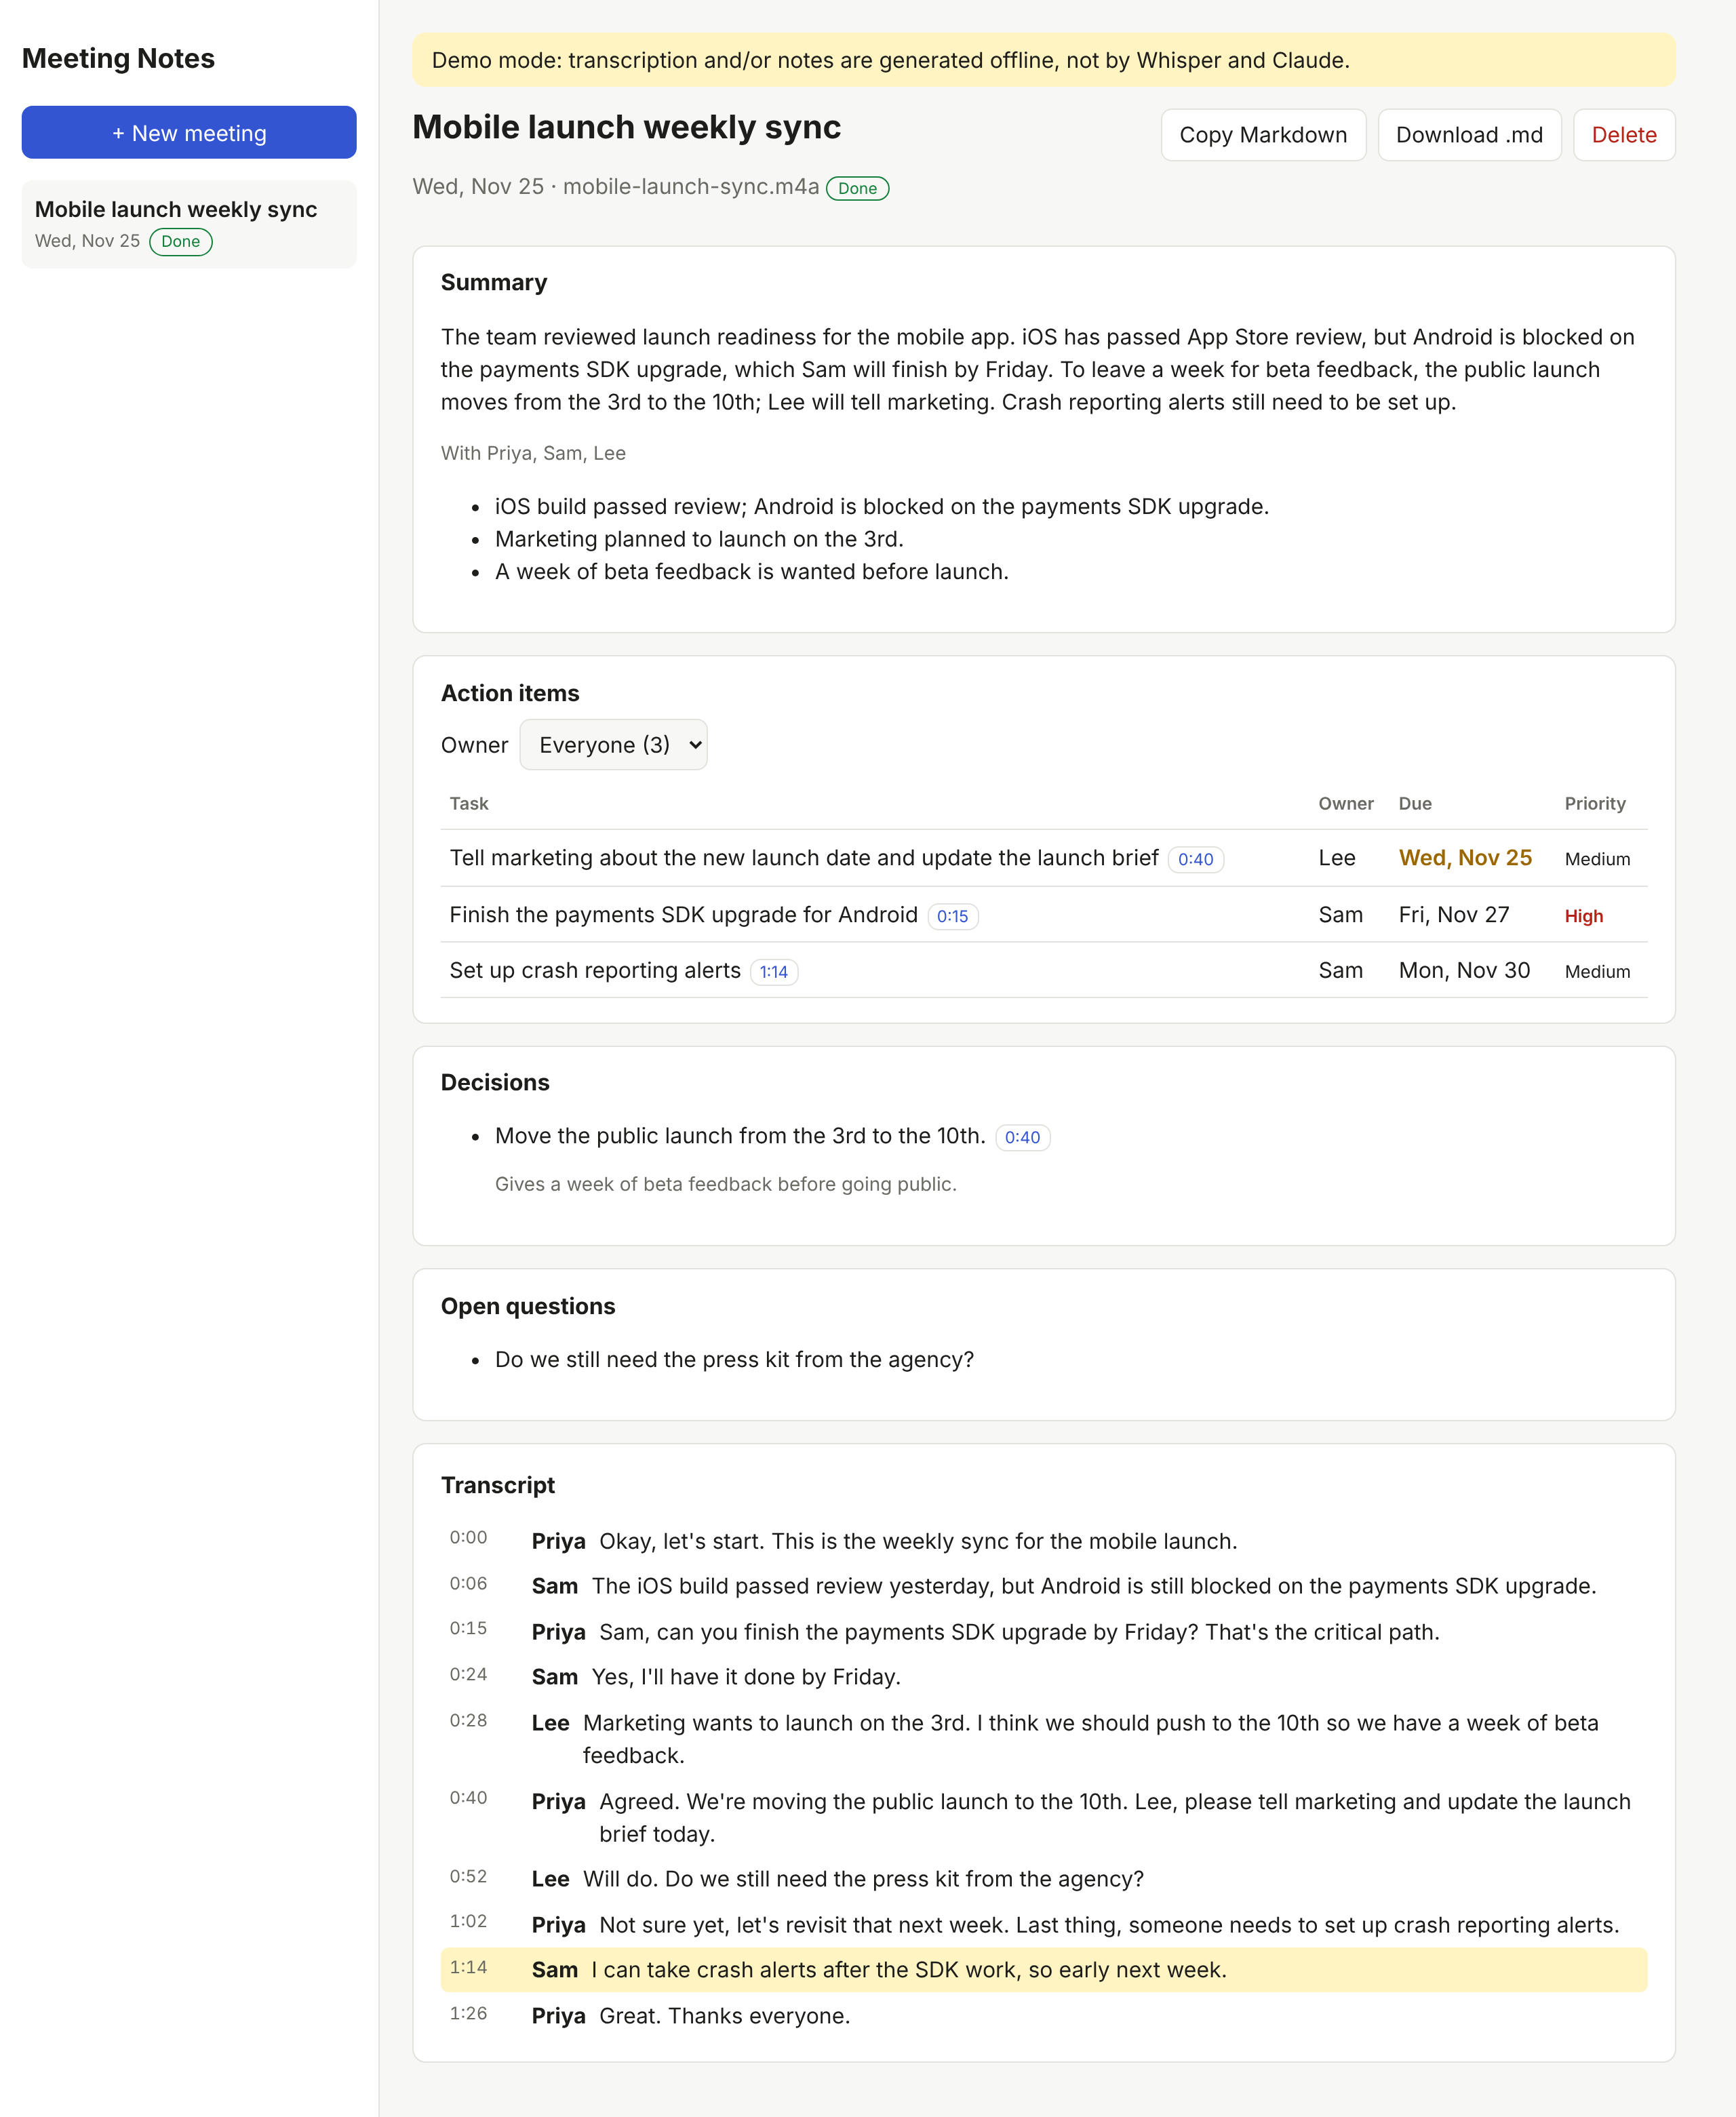 Meeting Notes
+ New meeting
Mobile launch weekly sync
Wed, Nov 25 Done
Demo mode: transcription and/or notes are generated offline, not by Whisper and Claude.
Mobile launch weekly sync
Copy Markdown Download .md Delete
Wed, Nov 25 · mobile-launch-sync.m4a Done
Summary
The team reviewed launch readiness for the mobile app. iOS has passed App Store review, but Android is blocked on
the payments SDK upgrade, which Sam will finish by Friday. To leave a week for beta feedback, the public launch
moves from the 3rd to the 10th; Lee will tell marketing. Crash reporting alerts still need to be set up.
With Priya, Sam, Lee
• iOS build passed review; Android is blocked on the payments SDK upgrade.
• Marketing planned to launch on the 3rd.
• A week of beta feedback is wanted before launch.
Action items
Owner Everyone (3)
Task Owner Due Priority
Tell marketing about the new launch date and update the launch brief 0:40 Lee Wed, Nov 25 Medium
Finish the payments SDK upgrade for Android 0:15 Sam Fri, Nov 27 High
Set up crash reporting alerts 1:14 Sam Mon, Nov 30 Medium
Decisions
• Move the public launch from the 3rd to the 10th. 0:40
Gives a week of beta feedback before going public.
Open questions
• Do we still need the press kit from the agency?
Transcript
0:00 Priya Okay, let's start. This is the weekly sync for the mobile launch.
0:06 Sam The iOS build passed review yesterday, but Android is still blocked on the payments SDK upgrade.
0:15 Priya Sam, can you finish the payments SDK upgrade by Friday? That's the critical path.
0:24 Sam Yes, I'll have it done by Friday.
0:28 Lee Marketing wants to launch on the 3rd. I think we should push to the 10th so we have a week of beta
feedback.
0:40 Priya Agreed. We're moving the public launch to the 10th. Lee, please tell marketing and update the launch
brief today.
0:52 Lee Will do. Do we still need the press kit from the agency?
1:02 Priya Not sure yet, let's revisit that next week. Last thing, someone needs to set up crash reporting alerts.
1:14 Sam I can take crash alerts after the SDK work, so early next week.
1:26 Priya Great. Thanks everyone.